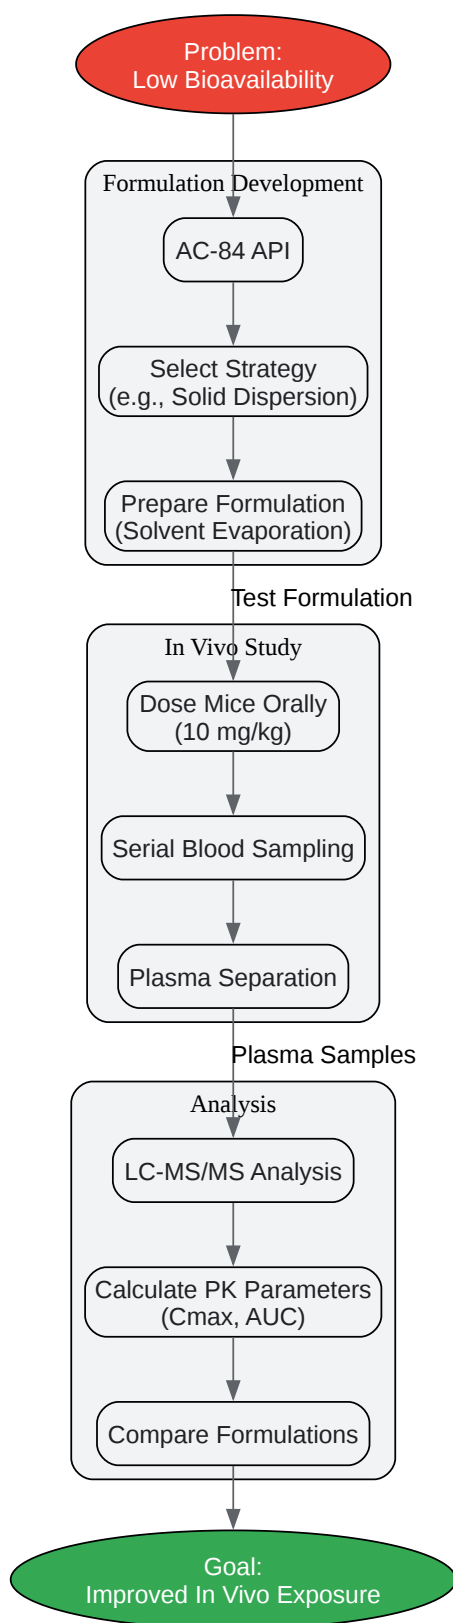 Problem:
Low Bioavailability
Formulation Development
AC-84 API
Select Strategy
(e.g., Solid Dispersion)
Prepare Formulation
(Solvent Evaporation)
Test Formulation
In Vivo Study
Dose Mice Orally
(10 mg/kg)
Serial Blood Sampling
Plasma Separation
Plasma Samples
Analysis
LC-MS/MS Analysis
Calculate PK Parameters
(Cmax, AUC)
Compare Formulations
Goal:
Improved In Vivo Exposure